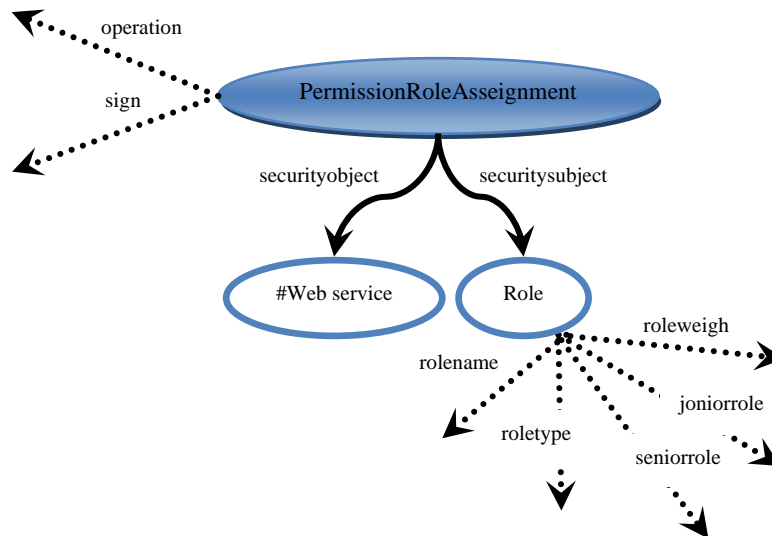 operation
PermissionRoleAsseignment
sign
securityobject
securitysubject
#Web service
Role
roleweigh
rolename
joniorrole
roletype
seniorrole